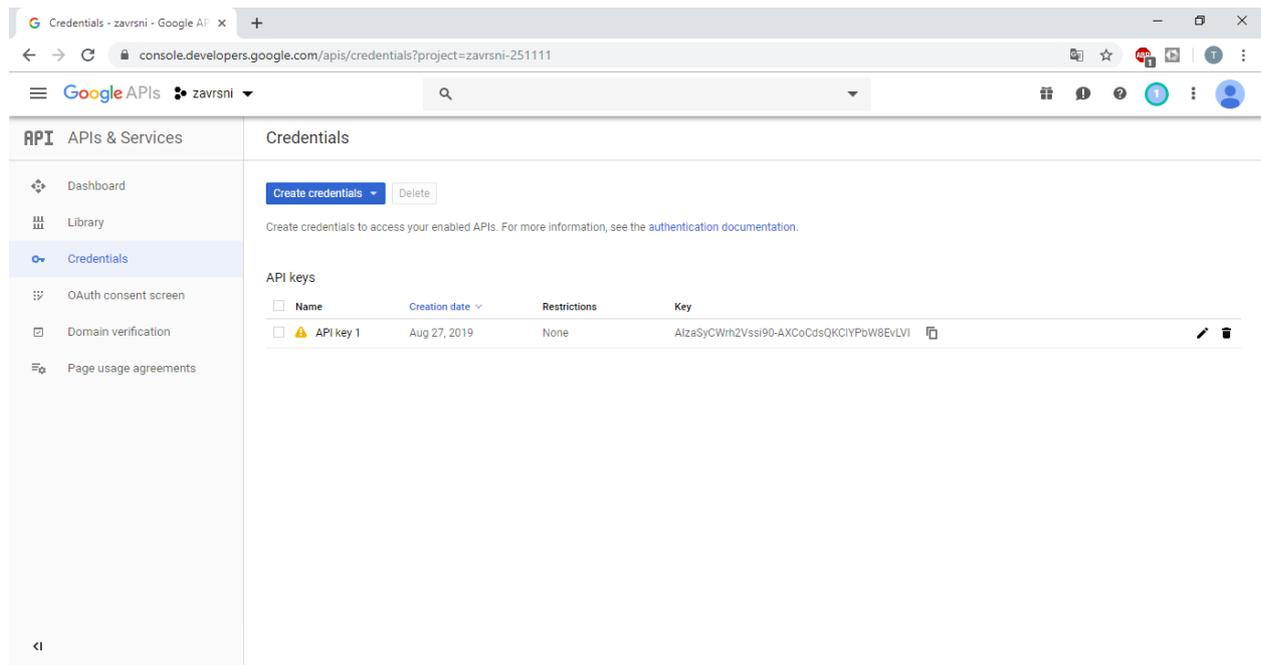 Credentials - zavrsni - Google AP
console.developers.google.com/apis/credentials?project=zavrsni-251111
ABP
1
T
Google APIs zavrsni
1
API APIs & Services
Credentials
Dashboard
Library
Credentials
OAuth consent screen
Domain verification
Page usage agreements
Create credentials Delete
Create credentials to access your enabled APIs. For more information, see the authentication documentation.
API keys
Name Creation date Restrictions Key
API key 1 Aug 27, 2019 None